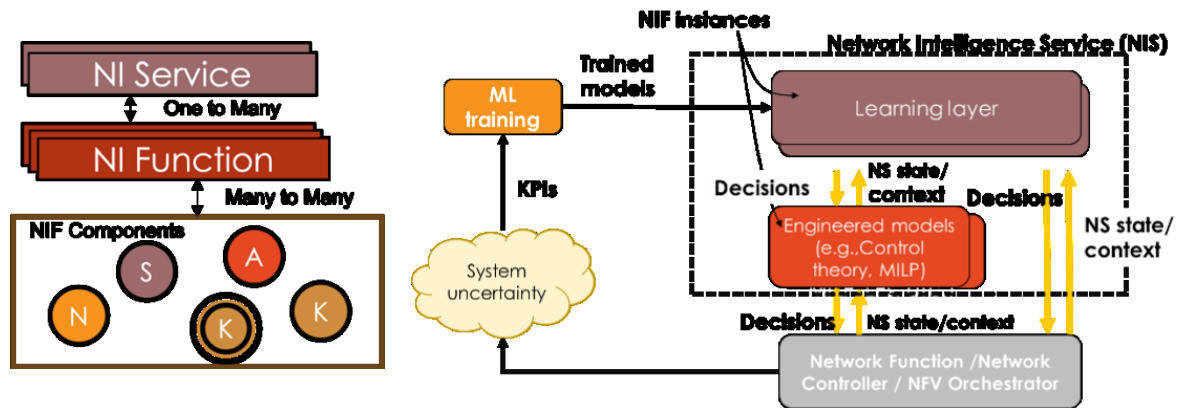 NI Service
One to Many
NI Function
Many to Many
NIF Components
S
A
N
K
K
NIF instances
Network Intelligence Service (NIS)
Trained
models
ML
training
Learning layer
KPIs
Decisions
NS state/
context
Decisions
NS state/
context
Engineered models
(e.g.,Control
theory, MILP)
System
uncertainty
Decisions
NS state/context
Network Function /Network
Controller / NFV Orchestrator